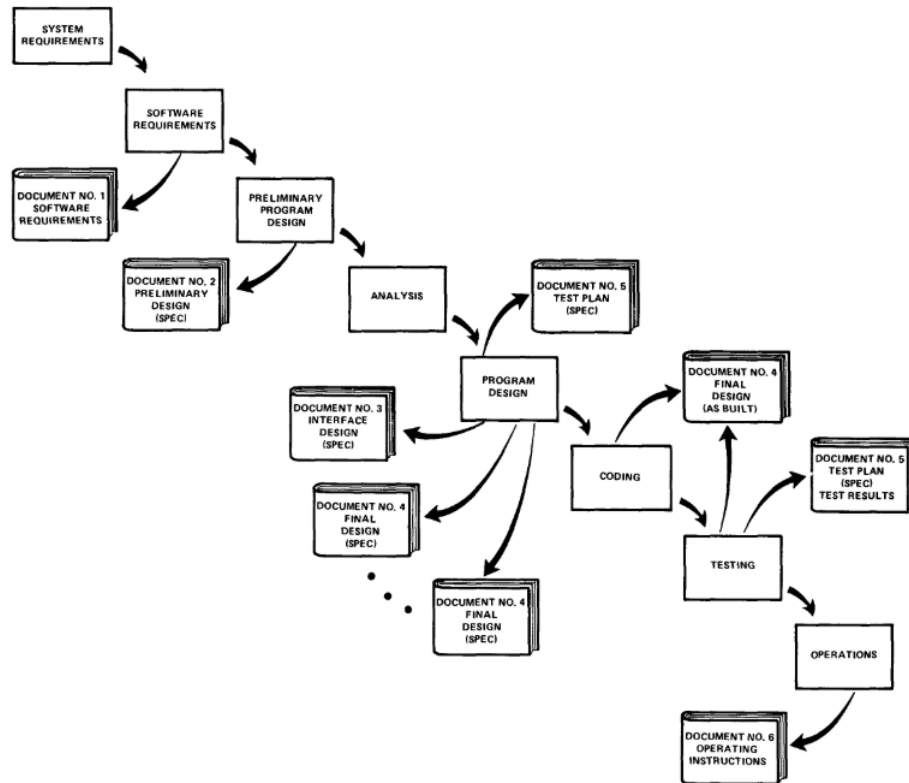 SYSTEM
REQUIREMENTS
SOFTWARE
REQUIREMENTS
DOCUMENT NO. 1
SOFTWARE
REQUIREMENTS
PRELIMINARY
PROGRAM
DESIGN
DOCUMENT NO. 2
PRELIMINARY
DESIGN
(SPEC)
ANALYSIS
DOCUMENT NO. 5
TEST PLAN
(SPEC)
PROGRAM
DESIGN
DOCUMENT NO. 3
INTERFACE
DESIGN
(SPEC)
DOCUMENT NO. 4
FINAL
DESIGN
(AS BUILT)
CODING
DOCUMENT NO. 5
TEST PLAN
(SPEC)
TEST RESULTS
DOCUMENT NO. 4
FINAL
DESIGN
(SPEC)
TESTING
DOCUMENT NO. 4
FINAL
DESIGN
(SPEC)
OPERATIONS
DOCUMENT NO. 6
OPERATING
INSTRUCTIONS